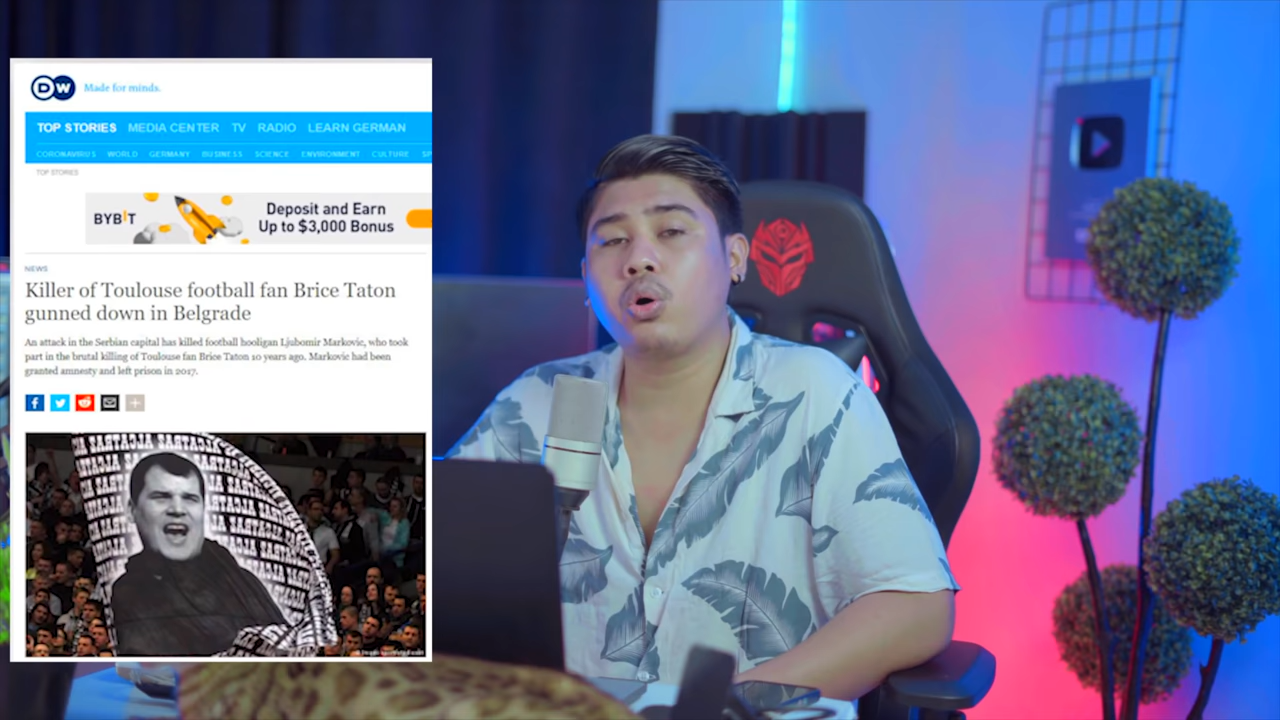 DW Made for minds.
TOP STORIES MEDIA CENTER TV RADIO LEARN GERMAN
CORONAVIRUS WORLD GERMANY BUSINESS SCIENCE ENVIRONMENT CULTURE SP
TOP STORIES
BYBIT
Deposit and Earn
Up to $3,000 Bonus
NEWS
Killer of Toulouse football fan Brice Taton
gunned down in Belgrade
An attack in the Serbian capital has killed football hooligan Ljubomir Markovic, who took
part in the brutal killing of Toulouse fan Brice Taton 10 years ago. Markovic had been
granted amnesty and left prison in 2017.